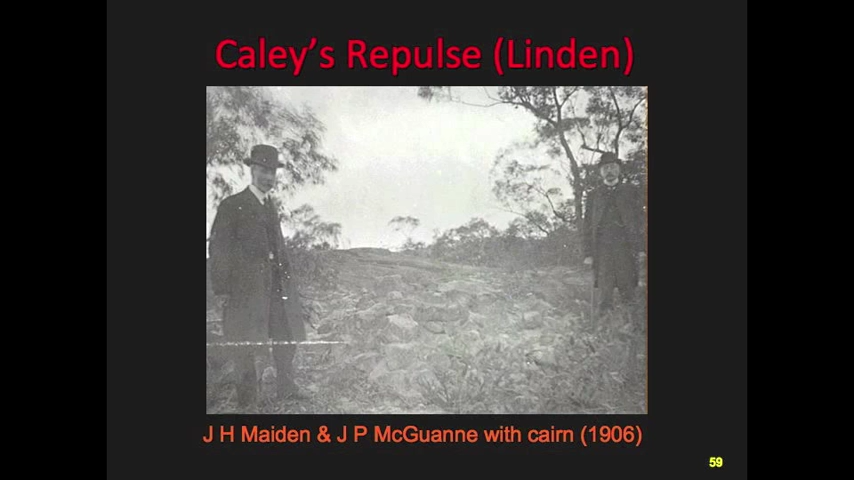 Caley’s Repulse (Linden)
J H Maiden & J P McGuanne with cairn (1906)
59